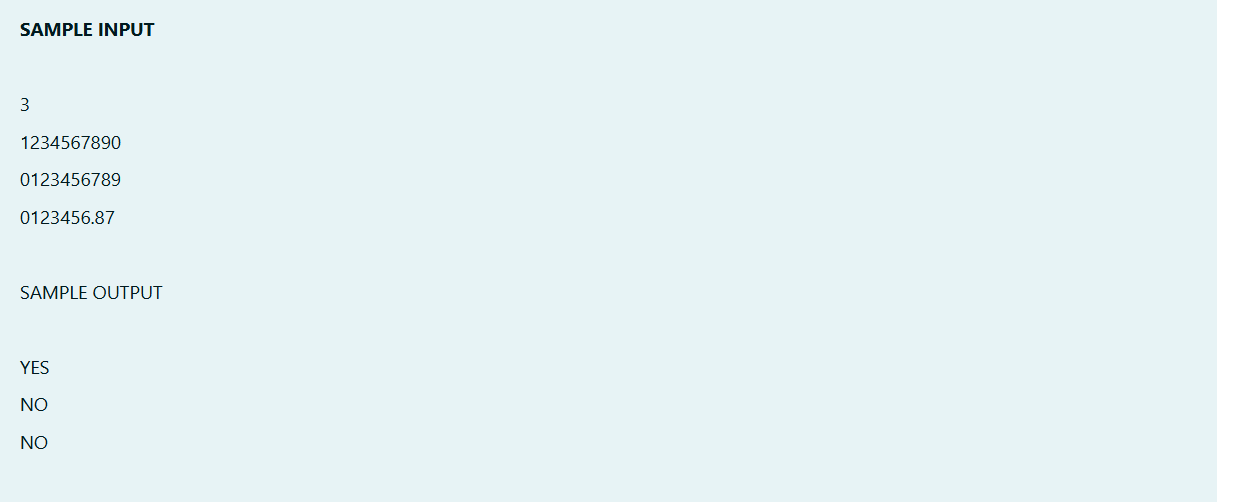 SAMPLE INPUT
3
1234567890
0123456789
0123456.87
SAMPLE OUTPUT
YES
NO
NO